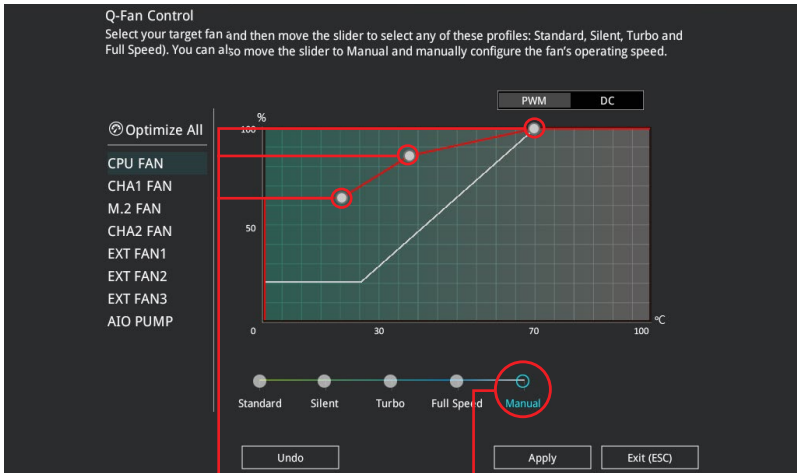 Q-Fan Control
Select your target fan and then move the slider to select any of these profiles: Standard, Silent, Turbo and
Full Speed). You can also move the slider to Manual and manually configure the fan's operating speed.
PWM DC
%
Optimize All
100
CPU FAN
CHA1 FAN
M.2 FAN
CHA2 FAN
50
EXT FAN1
EXT FAN2
EXT FAN3
AIO PUMP
ºC
0 30 70 100
Standard Silent Turbo Full Speed Manual
Undo Apply Exit (ESC)